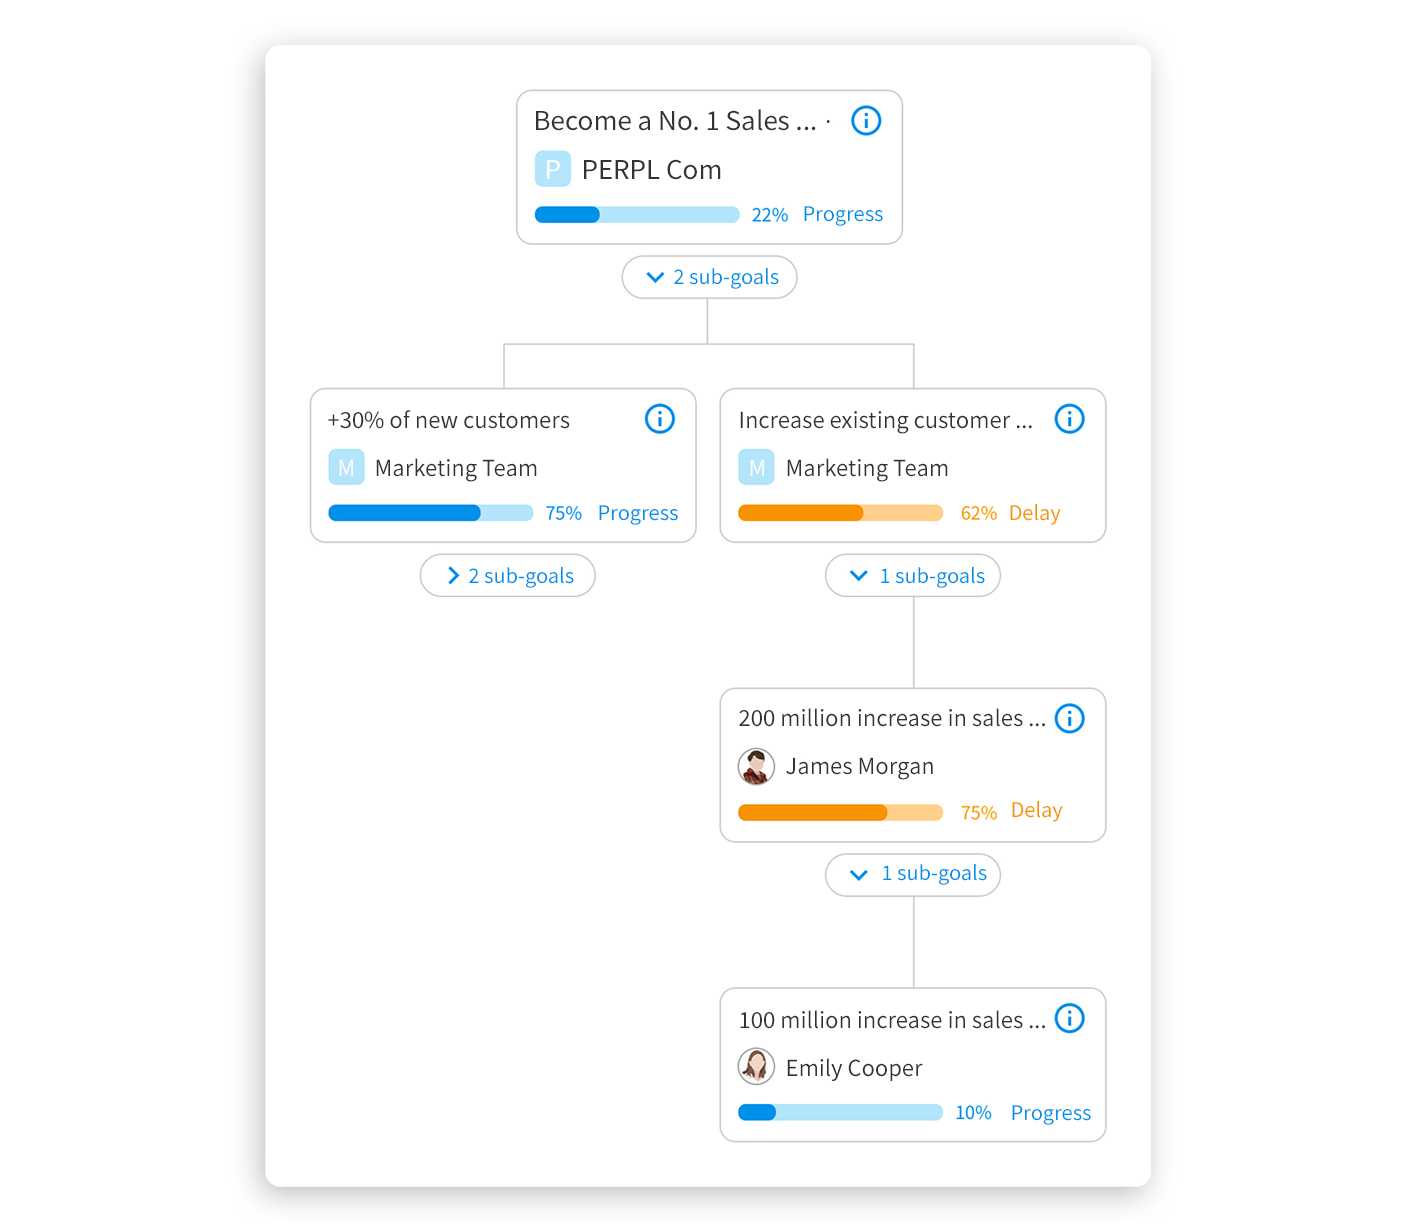 Become a No. 1 Sales ... ·
P PERPL Com
22% Progress
2 sub-goals
+30% of new customers
M Marketing Team
75% Progress
2 sub-goals
Increase existing customer ...
M Marketing Team
62% Delay
1 sub-goals
200 million increase in sales ...
James Morgan
75% Delay
1 sub-goals
100 million increase in sales ...
Emily Cooper
10% Progress